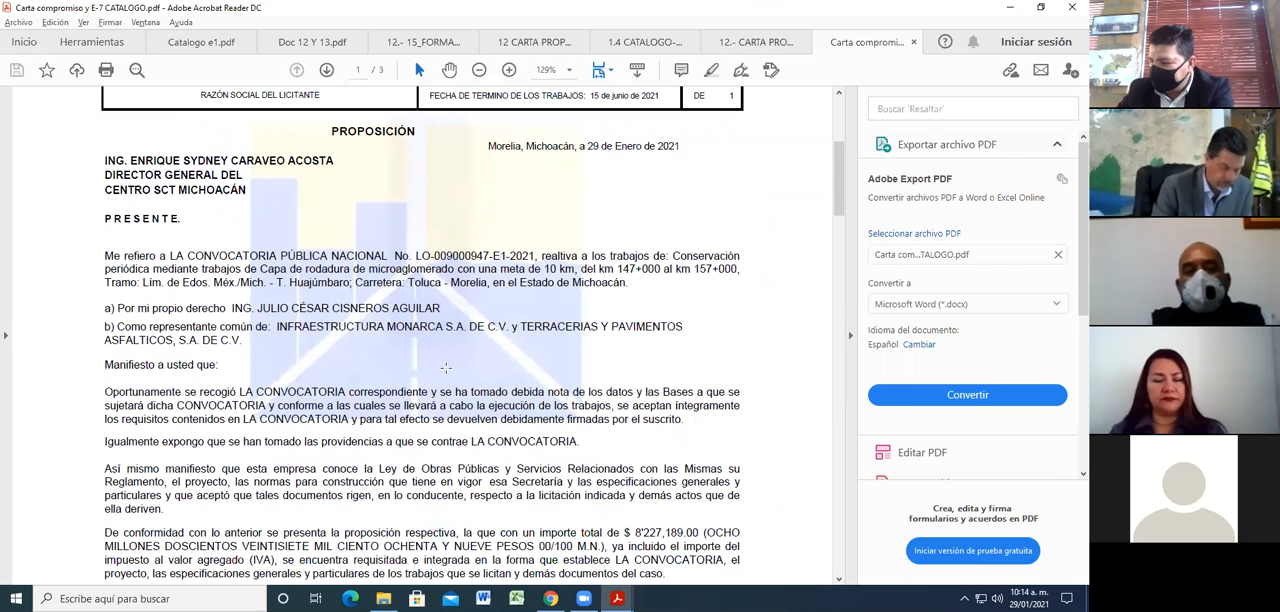 Carta compromiso y E-7 CATALOGO.pdf - Adobe Acrobat Reader DC
Archivo Edición Ver Firmar Ventana Ayuda
Inicio Herramientas Catalogo e1.pdf Doc 12 Y 13.pdf 12.- 15_FORMA... 12 CARTA PROP... 1.4 CATALOGO-... 12.- CARTA PRO... Carta compromi... × Iniciar sesión
1 / 3 129%
RAZÓN SOCIAL DEL LICITANTE FECHA DE TERMINO DE LOS TRABAJOS: 15 de junio de 2021 DE 1
PROPOSICIÓN
Morelia, Michoacán, a 29 de Enero de 2021
ING. ENRIQUE SYDNEY CARAVEO ACOSTA
DIRECTOR GENERAL DEL
CENTRO SCT MICHOACÁN
P R E S E N T E.
Me refiero a LA CONVOCATORIA PÚBLICA NACIONAL No. LO-009000947-E1-2021, realtiva a los trabajos de: Conservación
periódica mediante trabajos de Capa de rodadura de microaglomerado con una meta de 10 km, del km 147+000 al km 157+000,
Tramo: Lím. de Edos. Méx./Mich. - T. Huajúmbaro; Carretera: Toluca - Morelia, en el Estado de Michoacán.
a) Por mi propio derecho ING. JULIO CÉSAR CISNEROS AGUILAR
b) Como representante común de: INFRAESTRUCTURA MONARCA S.A. DE C.V. y TERRACERIAS Y PAVIMENTOS
ASFALTICOS, S.A. DE C.V.
Manifiesto a usted que:
Oportunamente se recogió LA CONVOCATORIA correspondiente y se ha tomado debida nota de los datos y las Bases a que se
sujetará dicha CONVOCATORIA y conforme a las cuales se llevará a cabo la ejecución de los trabajos, se aceptan íntegramente
los requisitos contenidos en LA CONVOCATORIA y para tal efecto se devuelven debidamente firmadas por el suscrito.
Igualmente expongo que se han tomado las providencias a que se contrae LA CONVOCATORIA.
Así mismo manifiesto que esta empresa conoce la Ley de Obras Públicas y Servicios Relacionados con las Mismas su
Reglamento, el proyecto, las normas para construcción que tiene en vigor esa Secretaría y las especificaciones generales y
particulares y que aceptó que tales documentos rigen, en lo conducente, respecto a la licitación indicada y demás actos que de
ella deriven.
De conformidad con lo anterior se presenta la proposición respectiva, la que con un importe total de $ 8'227,189.00 (OCHO
MILLONES DOSCIENTOS VEINTISIETE MIL CIENTO OCHENTA Y NUEVE PESOS 00/100 M.N.), ya incluido el importe del
impuesto al valor agregado (IVA), se encuentra requisitada e integrada en la forma que establece LA CONVOCATORIA, el
proyecto, las especificaciones generales y particulares de los trabajos que se licitan y demás documentos del caso.
Buscar 'Resaltar'
Exportar archivo PDF
Adobe Export PDF
Convertir archivos PDF a Word o Excel Online
Seleccionar archivo PDF
Carta com...TALOGO.pdf
Convertir a
Microsoft Word (*.docx)
Idioma del documento:
Español Cambiar
Convertir
Editar PDF
Crea, edita y firma
formularios y acuerdos en PDF
Iniciar versión de prueba gratuita
Escribe aquí para buscar
10:14 a. m.
29/01/2021